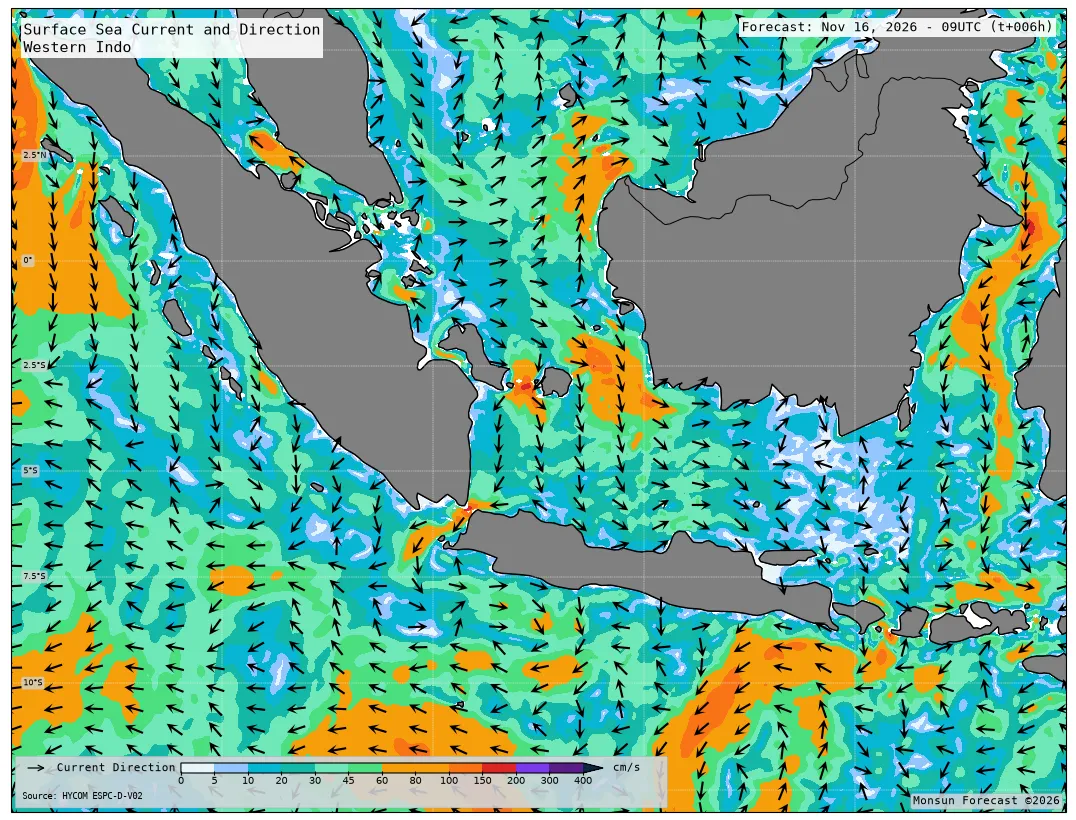 Surface Sea Current and Direction
Western Indo
Forecast: Nov 16, 2026 - 09UTC (t+006h)
2.5°N
0°
2.5°S
5°S
7.5°S
10°S
Current Direction
0 5 10 20 30 45 60 80 100 150 200 300 400 cm/s
Source: HYCOM ESPC-D-V02
Monsun Forecast ©2026